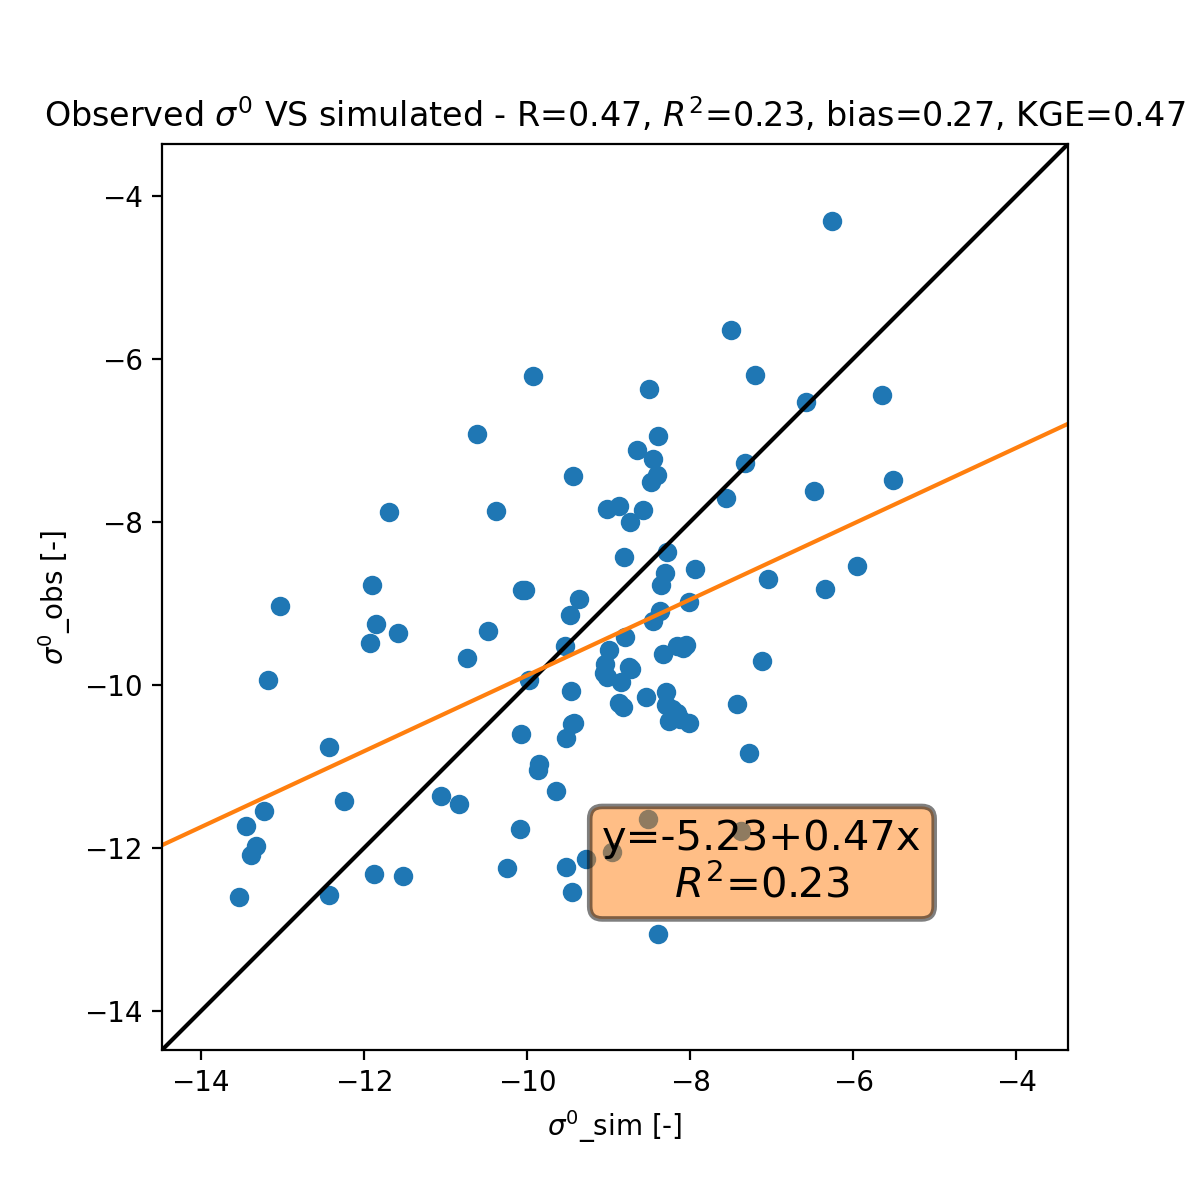 Observed σ⁰ VS simulated - R=0.47, R²=0.23, bias=0.27, KGE=0.47
−4
−6
−8
−10
−12
−14
σ⁰_obs [-]
y=-5.23+0.47x
R²=0.23
−14 −12 −10 −8 −6 −4
σ⁰_sim [-]